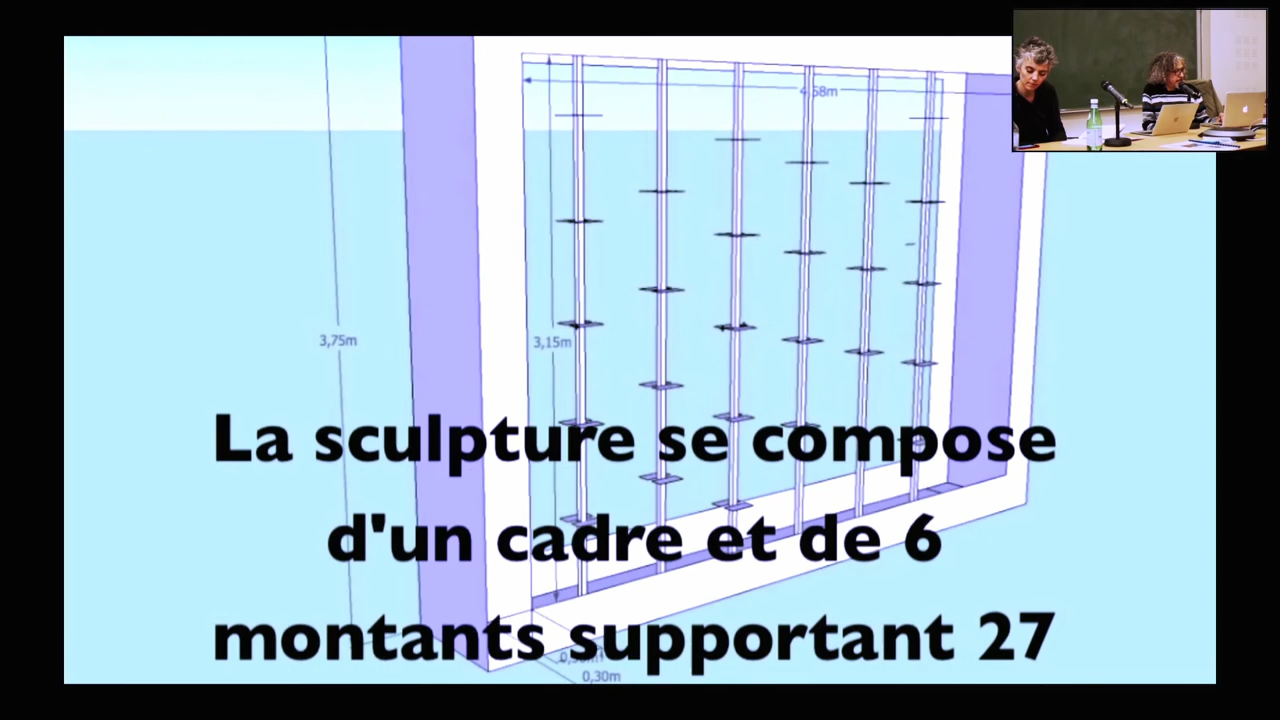 4,58m
3,75m
3,15m
La sculpture se compose
d'un cadre et de 6
montants supportant 27
0,30m